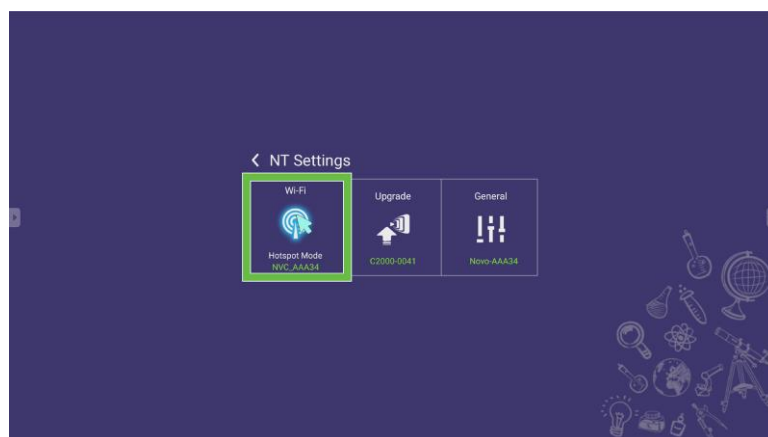 NT Settings
Wi-Fi
Hotspot Mode
NVC_AAA34
Upgrade
C2000-0041
General
Novo-AAA34